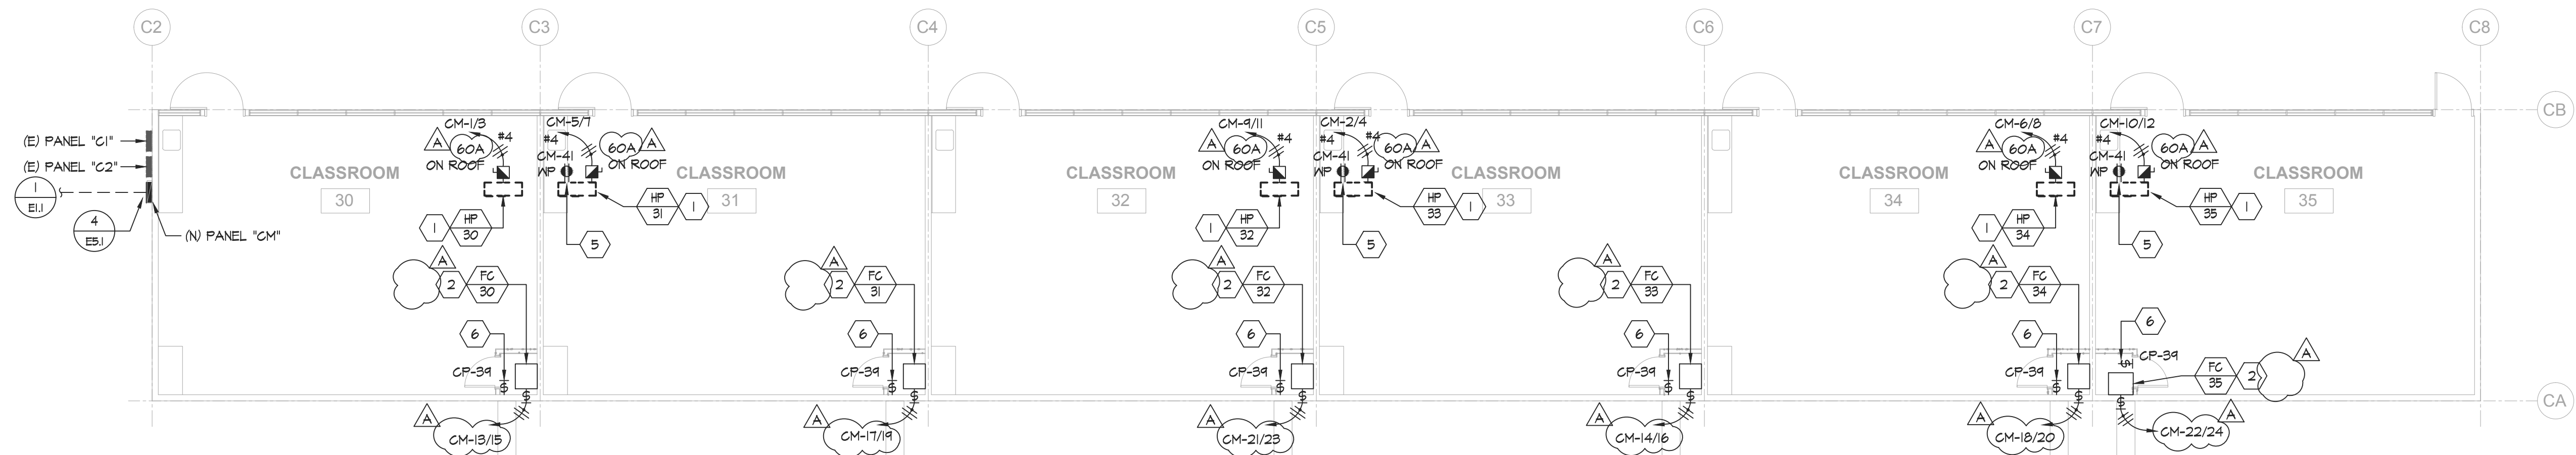 C2 C3 C4 C5 C6 C7 C8
CB
CM-1/3 #4 CM-5/7 #4 CM-9/11 #4 CM-2/4 #4 #4 CM-6/8 #4 CM-10/12 #4
(E) PANEL "C1"
A 60A 60A A A 60A 60A A A 60A 60A A
ON ROOF CM-41 ON ROOF ON ROOF CM-41 ON ROOF ON ROOF CM-41 ON ROOF
(E) PANEL "C2"
WP WP WP
CLASSROOM CLASSROOM CLASSROOM CLASSROOM CLASSROOM CLASSROOM
30 31 32 33 34 35
1
E1.1
4
E5.1
(N) PANEL "CM"
HP
31
1
HP
33
1
HP
35
1
1
HP
30
1
HP
32
1
HP
34
5 5 5
A A A A A
2
FC
30
2
FC
31
2
FC
32
2
FC
33
2
FC
34
6 6 6 6 6 6
CP-39 CP-39 CP-39 CP-39 CP-39 CP-39
S S S S S S
FC
35
2
A
S S S S S S
CA
A A A A A A
CM-13/15 CM-17/19 CM-21/23 CM-14/16 CM-18/20 CM-22/24